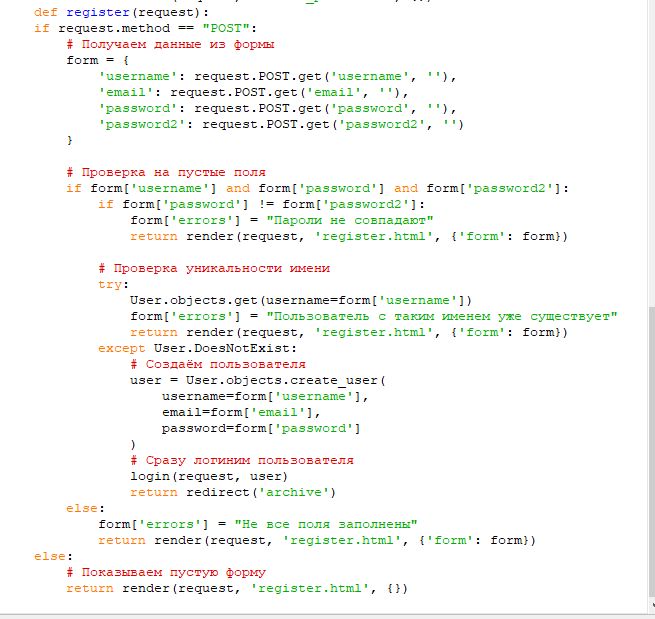 def register(request):
if request.method == "POST":
# Получаем данные из формы
form = {
'username': request.POST.get('username', ''),
'email': request.POST.get('email', ''),
'password': request.POST.get('password', ''),
'password2': request.POST.get('password2', '')
}
# Проверка на пустые поля
if form['username'] and form['password'] and form['password2']:
if form['password'] != form['password2']:
form['errors'] = "Пароли не совпадают"
return render(request, 'register.html', {'form': form})
# Проверка уникальности имени
try:
User.objects.get(username=form['username'])
form['errors'] = "Пользователь с таким именем уже существует"
return render(request, 'register.html', {'form': form})
except User.DoesNotExist:
# Создаём пользователя
user = User.objects.create_user(
username=form['username'],
email=form['email'],
password=form['password']
)
# Сразу логиним пользователя
login(request, user)
return redirect('archive')
else:
form['errors'] = "Не все поля заполнены"
return render(request, 'register.html', {'form': form})
else:
# Показываем пустую форму
return render(request, 'register.html', {})